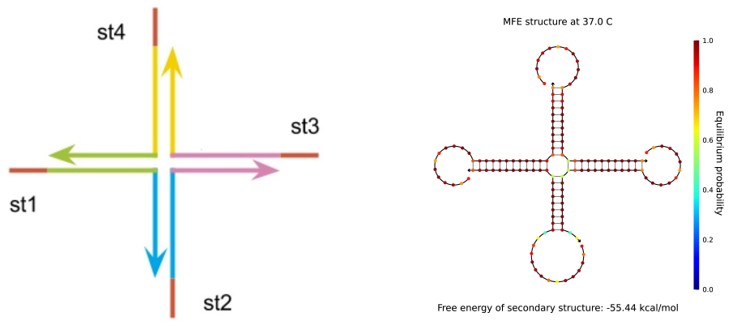 st4
st3
st1
st2
MFE structure at 37.0 C
1.0
0.8
0.6
0.4
0.2
0.0
Equilibrium probability
Free energy of secondary structure: -55.44 kcal/mol